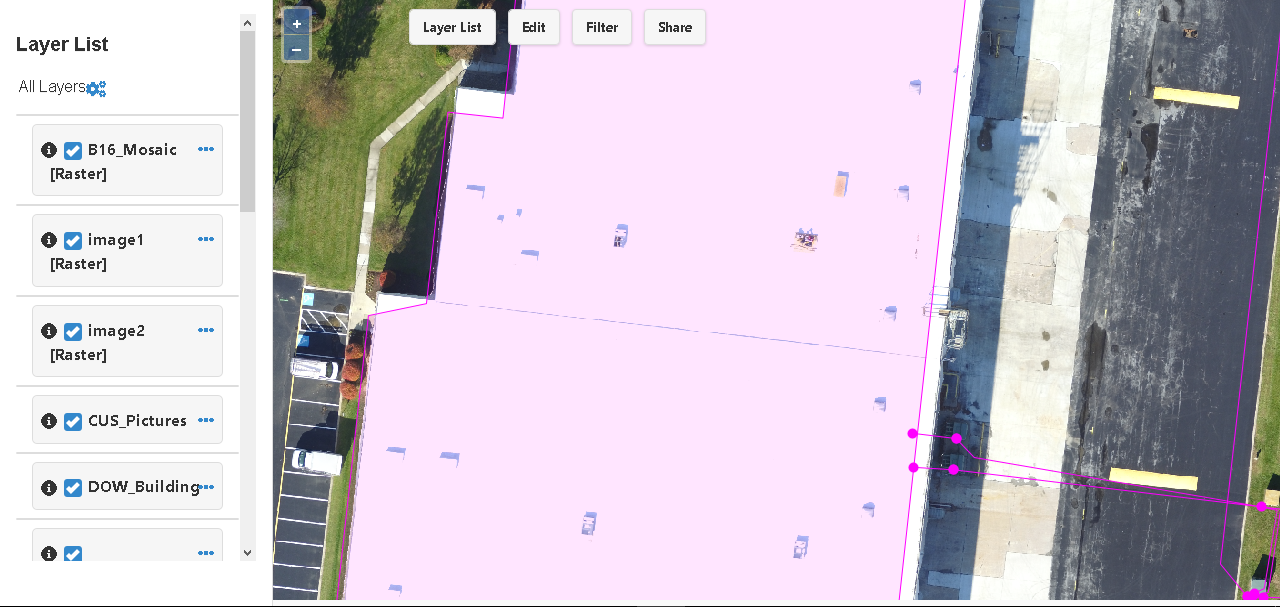 Layer List
All Layers
B16_Mosaic
[Raster]
image1
[Raster]
image2
[Raster]
CUS_Pictures
DOW_Building
+
−
Layer List
Edit
Filter
Share